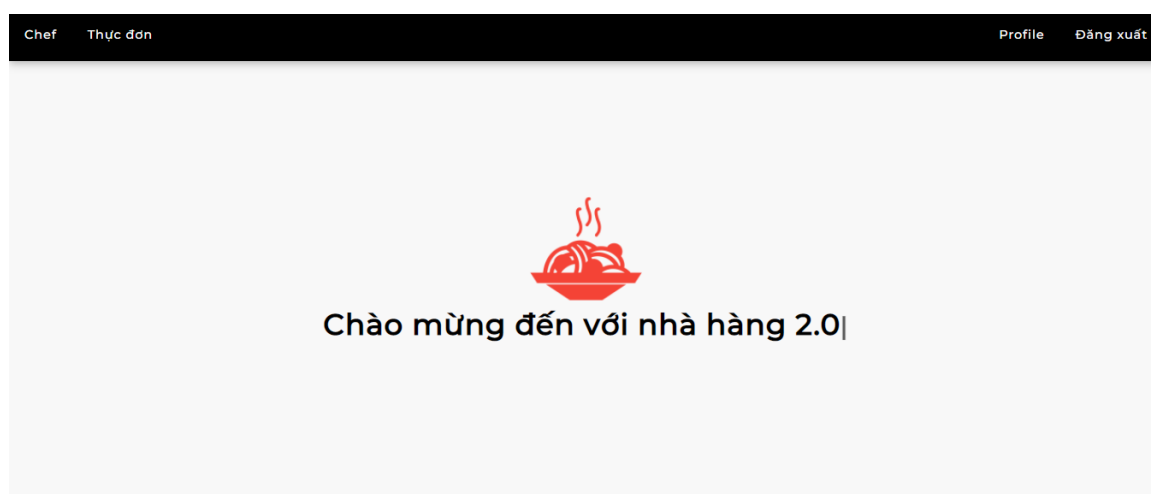 Chef Thực đơn Profile Đăng xuất
Chào mừng đến với nhà hàng 2.0|